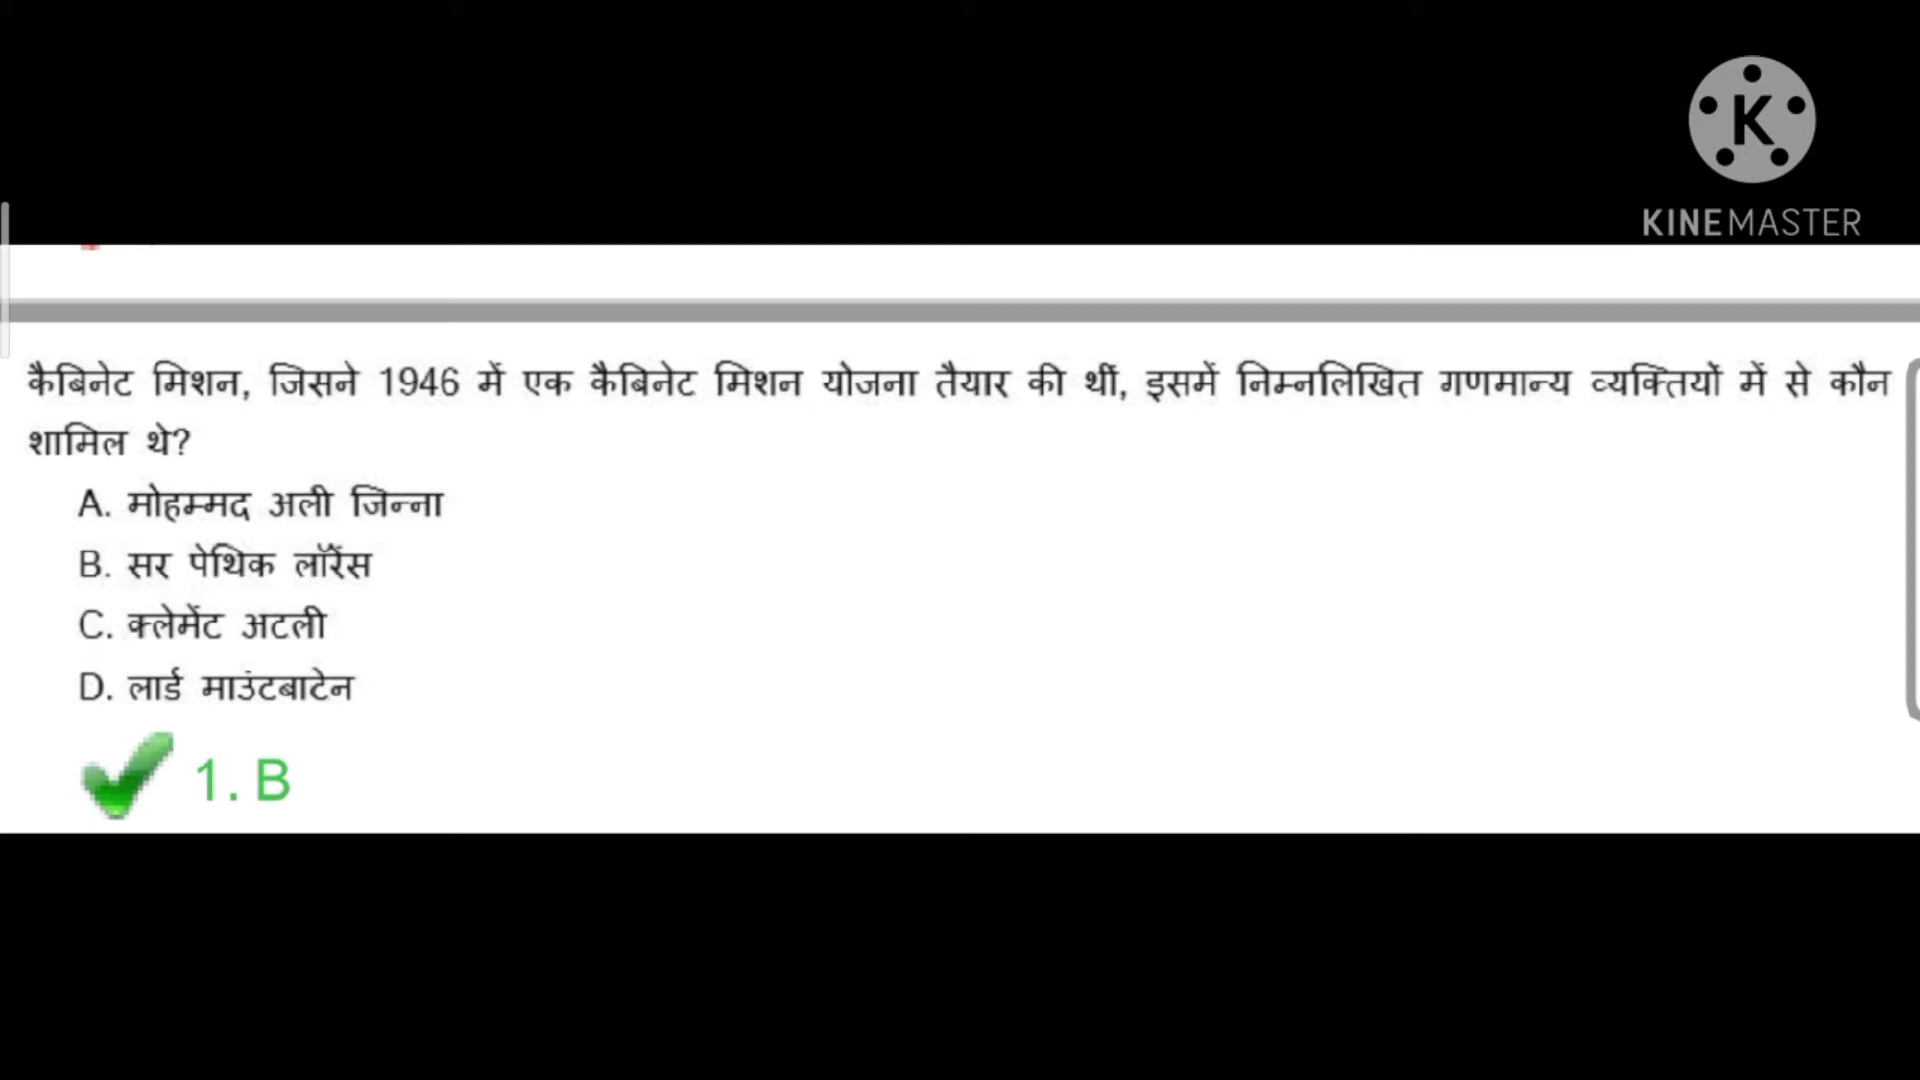 K
KINEMASTER
कैबिनेट मिशन, जिसने 1946 में एक कैबिनेट मिशन योजना तैयार की थीं, इसमें निम्नलिखित गणमान्य व्यक्तियों में से कौन
शामिल थे?
A. मोहम्मद अली जिन्ना
B. सर पेथिक लॉरेंस
C. क्लेमेंट अटली
D. लार्ड माउंटबाटेन
1. B